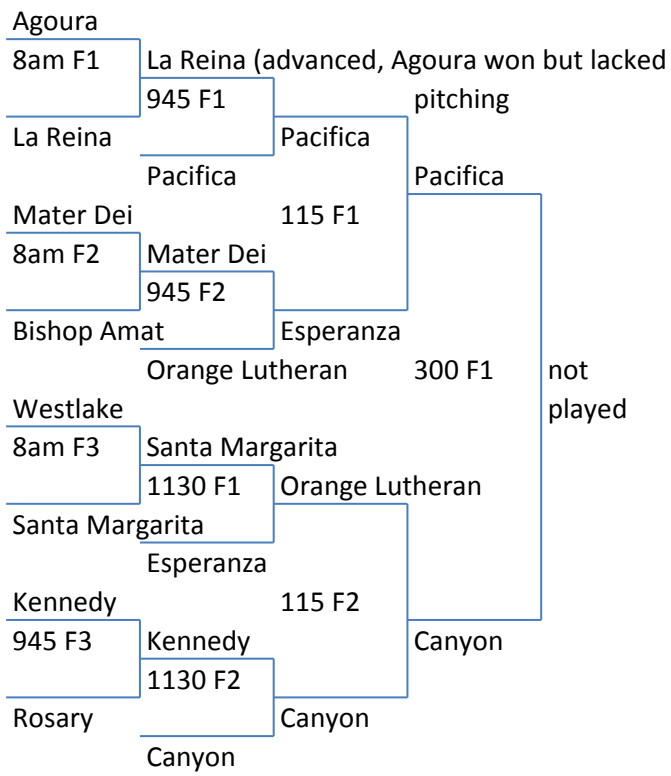 Agoura
8am F1 La Reina (advanced, Agoura won but lacked
945 F1 pitching
La Reina Pacifica
Pacifica Pacifica
Mater Dei 115 F1
8am F2 Mater Dei
945 F2
Bishop Amat Esperanza
Orange Lutheran 300 F1 not
Westlake played
8am F3 Santa Margarita
1130 F1 Orange Lutheran
Santa Margarita
Esperanza
Kennedy 115 F2
945 F3 Kennedy Canyon
1130 F2
Rosary Canyon
Canyon